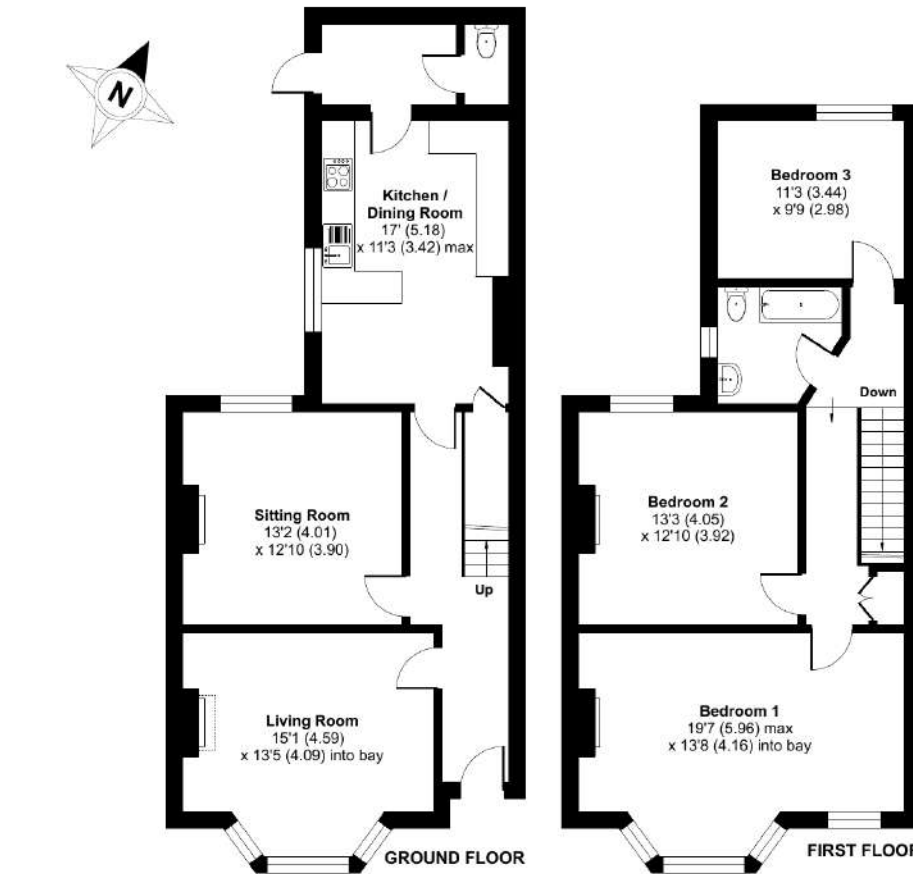 N
Kitchen /
Dining Room
17' (5.18)
x 11'3 (3.42) max
Sitting Room
13'2 (4.01)
x 12'10 (3.90)
Up
Living Room
15'1 (4.59)
x 13'5 (4.09) into bay
GROUND FLOOR
Bedroom 3
11'3 (3.44)
x 9'9 (2.98)
Down
Bedroom 2
13'3 (4.05)
x 12'10 (3.92)
Bedroom 1
19'7 (5.96) max
x 13'8 (4.16) into bay
FIRST FLOOR